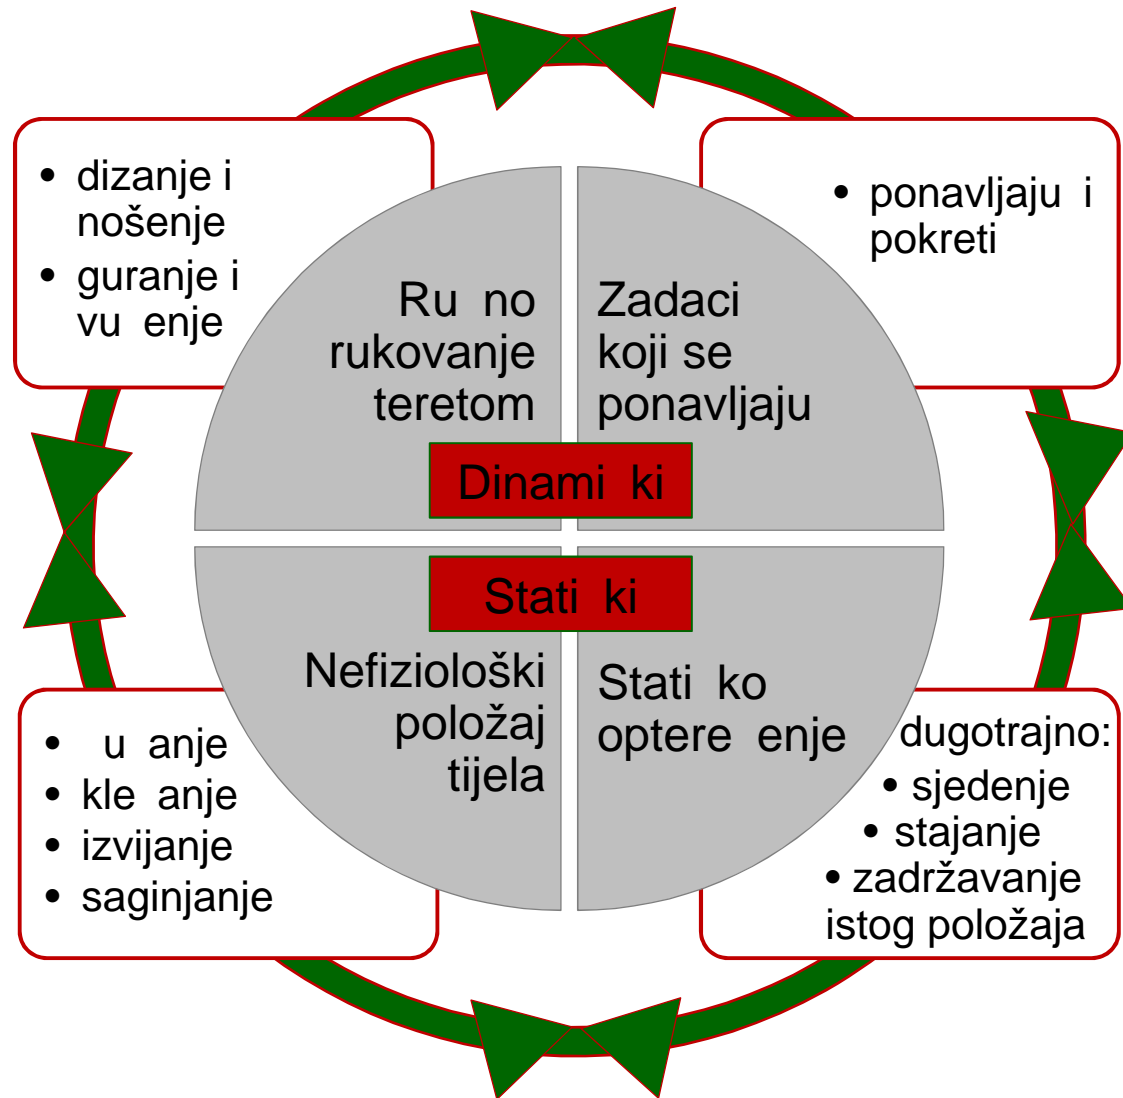 • dizanje i
nošenje
• guranje i
vu enje
• ponavljaju i
pokreti
Ru no
rukovanje
teretom
Zadaci
koji se
ponavljaju
Dinami ki
Stati ki
Nefiziološki
položaj
tijela
Stati ko
optere enje
• u anje
• kle anje
• izvijanje
• saginjanje
dugotrajno:
• sjedenje
• stajanje
• zadržavanje
istog položaja